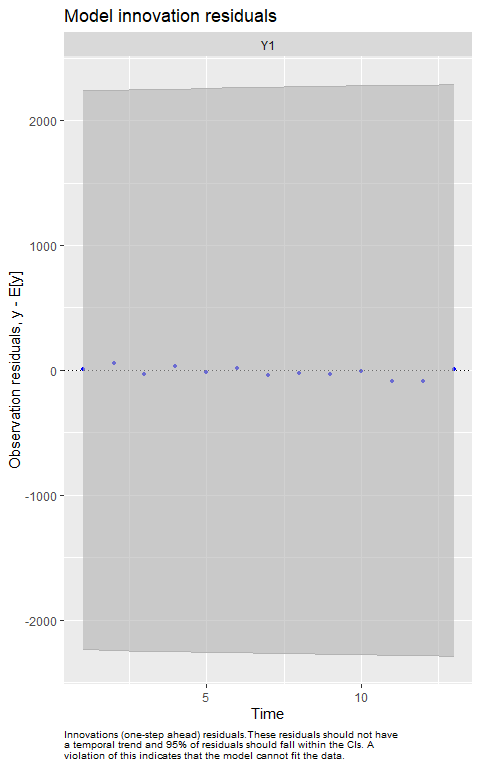 Model innovation residuals
Y1
Observation residuals, y - E[y]
2000
1000
0
-1000
-2000
5
10
Time
Innovations (one-step ahead) residuals.These residuals should not have
a temporal trend and 95% of residuals should fall within the CIs. A
violation of this indicates that the model cannot fit the data.